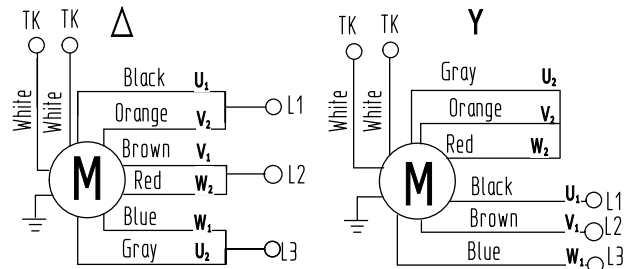 TK TK Δ
White White
Black U₁
Orange V₂ L1
Brown V₁
Red W₂ L2
Blue W₁
Gray U₂ L3
M
TK TK Y
White White
Gray U₂
Orange V₂
Red W₂
M
Black U₁ L1
Brown V₁ L2
Blue W₁ L3